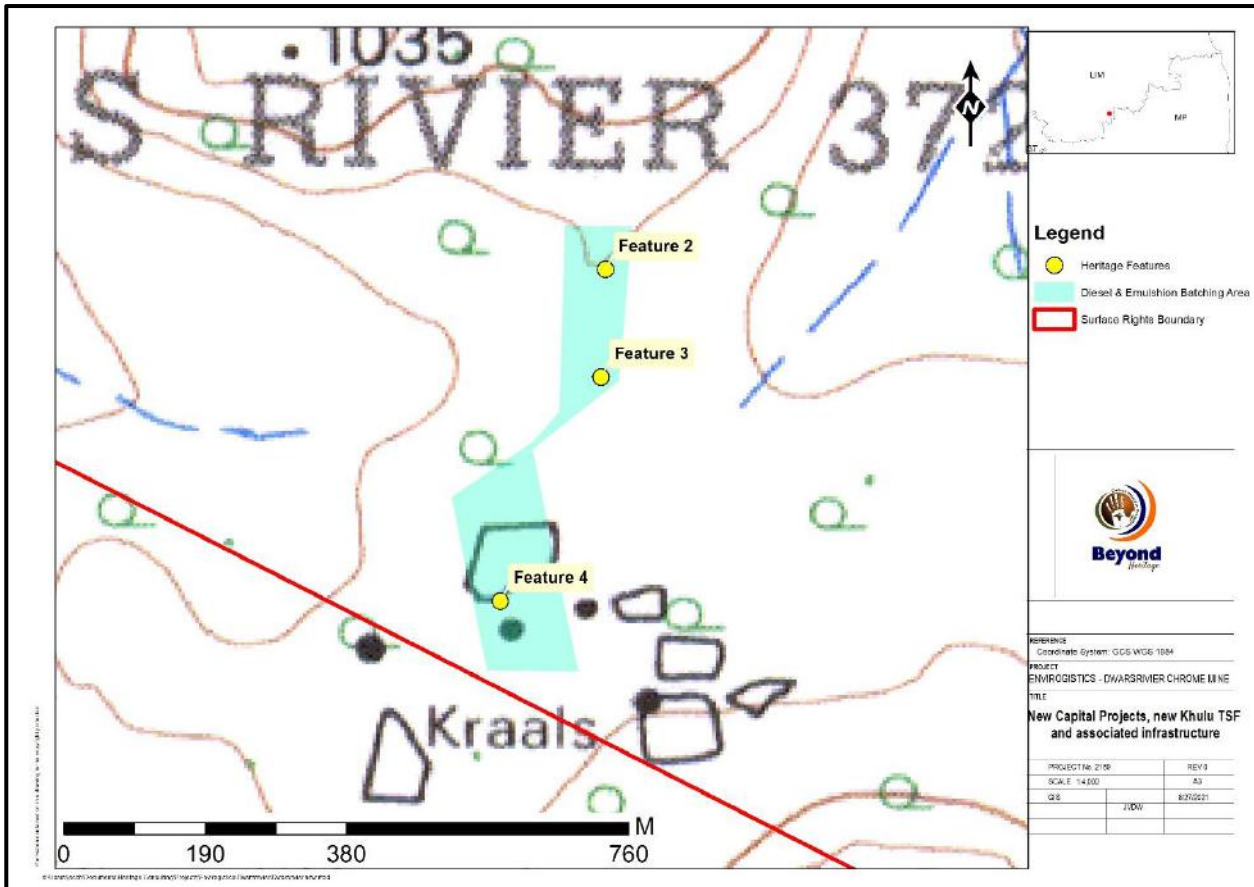 1035
S RIVIER 372
Feature 2
Feature 3
Feature 4
Kraals
M
0 190 380 760
N
LIM
MP
Legend
Heritage Features
Diesel & Emulshion Batching Area
Surface Rights Boundary
Beyond
Heritage
REFERENCE
Coordinate System: GCS WGS 1984
PROJECT
ENVIROGISTICS - DWARSRIVIER CHROME MINE
TITLE
New Capital Projects, new Khulu TSF
and associated infrastructure
REV 0
SCALE 1:4,000 A3
GIS JVDW 8/27/2021